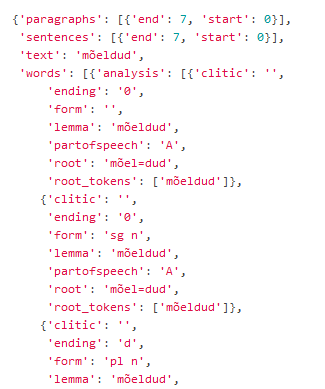 {'paragraphs': [{'end': 7, 'start': 0}],
'sentences': [{'end': 7, 'start': 0}],
'text': 'mõeldud',
'words': [{'analysis': [{'clitic': '',
'ending': '0',
'form': '',
'lemma': 'mõeldud',
'partofspeech': 'A',
'root': 'mõel=dud',
'root_tokens': ['mõeldud']},
{'clitic': '',
'ending': '0',
'form': 'sg n',
'lemma': 'mõeldud',
'partofspeech': 'A',
'root': 'mõel=dud',
'root_tokens': ['mõeldud']},
{'clitic': '',
'ending': 'd',
'form': 'pl n',
'lemma': 'mõeldud',